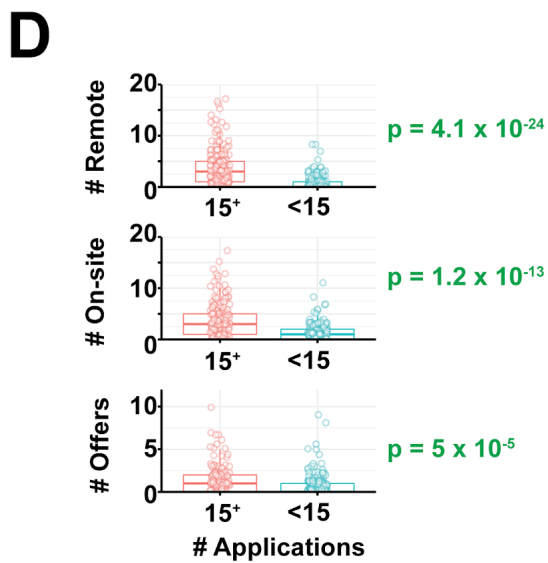 D
# Remote
20
10
0
15⁺
<15
p = 4.1 x 10⁻²⁴
# On-site
20
10
0
15⁺
<15
p = 1.2 x 10⁻¹³
# Offers
10
5
0
15⁺
<15
p = 5 x 10⁻⁵
# Applications